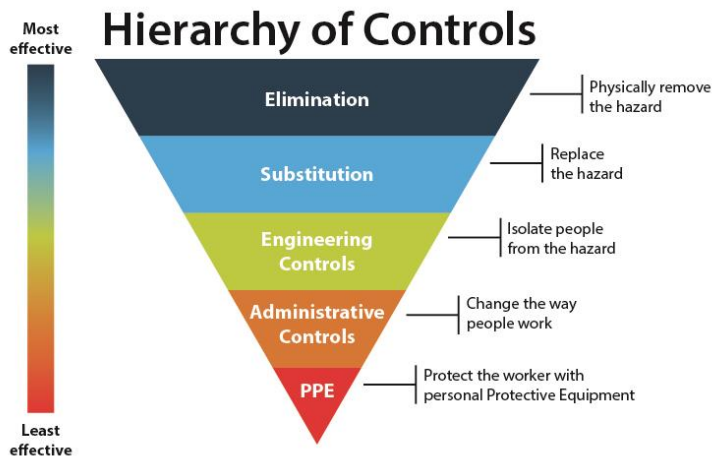 Hierarchy of Controls
Most
effective
Elimination
Physically remove
the hazard
Substitution
Replace
the hazard
Engineering
Controls
Isolate people
from the hazard
Administrative
Controls
Change the way
people work
PPE
Protect the worker with
personal Protective Equipment
Least
effective